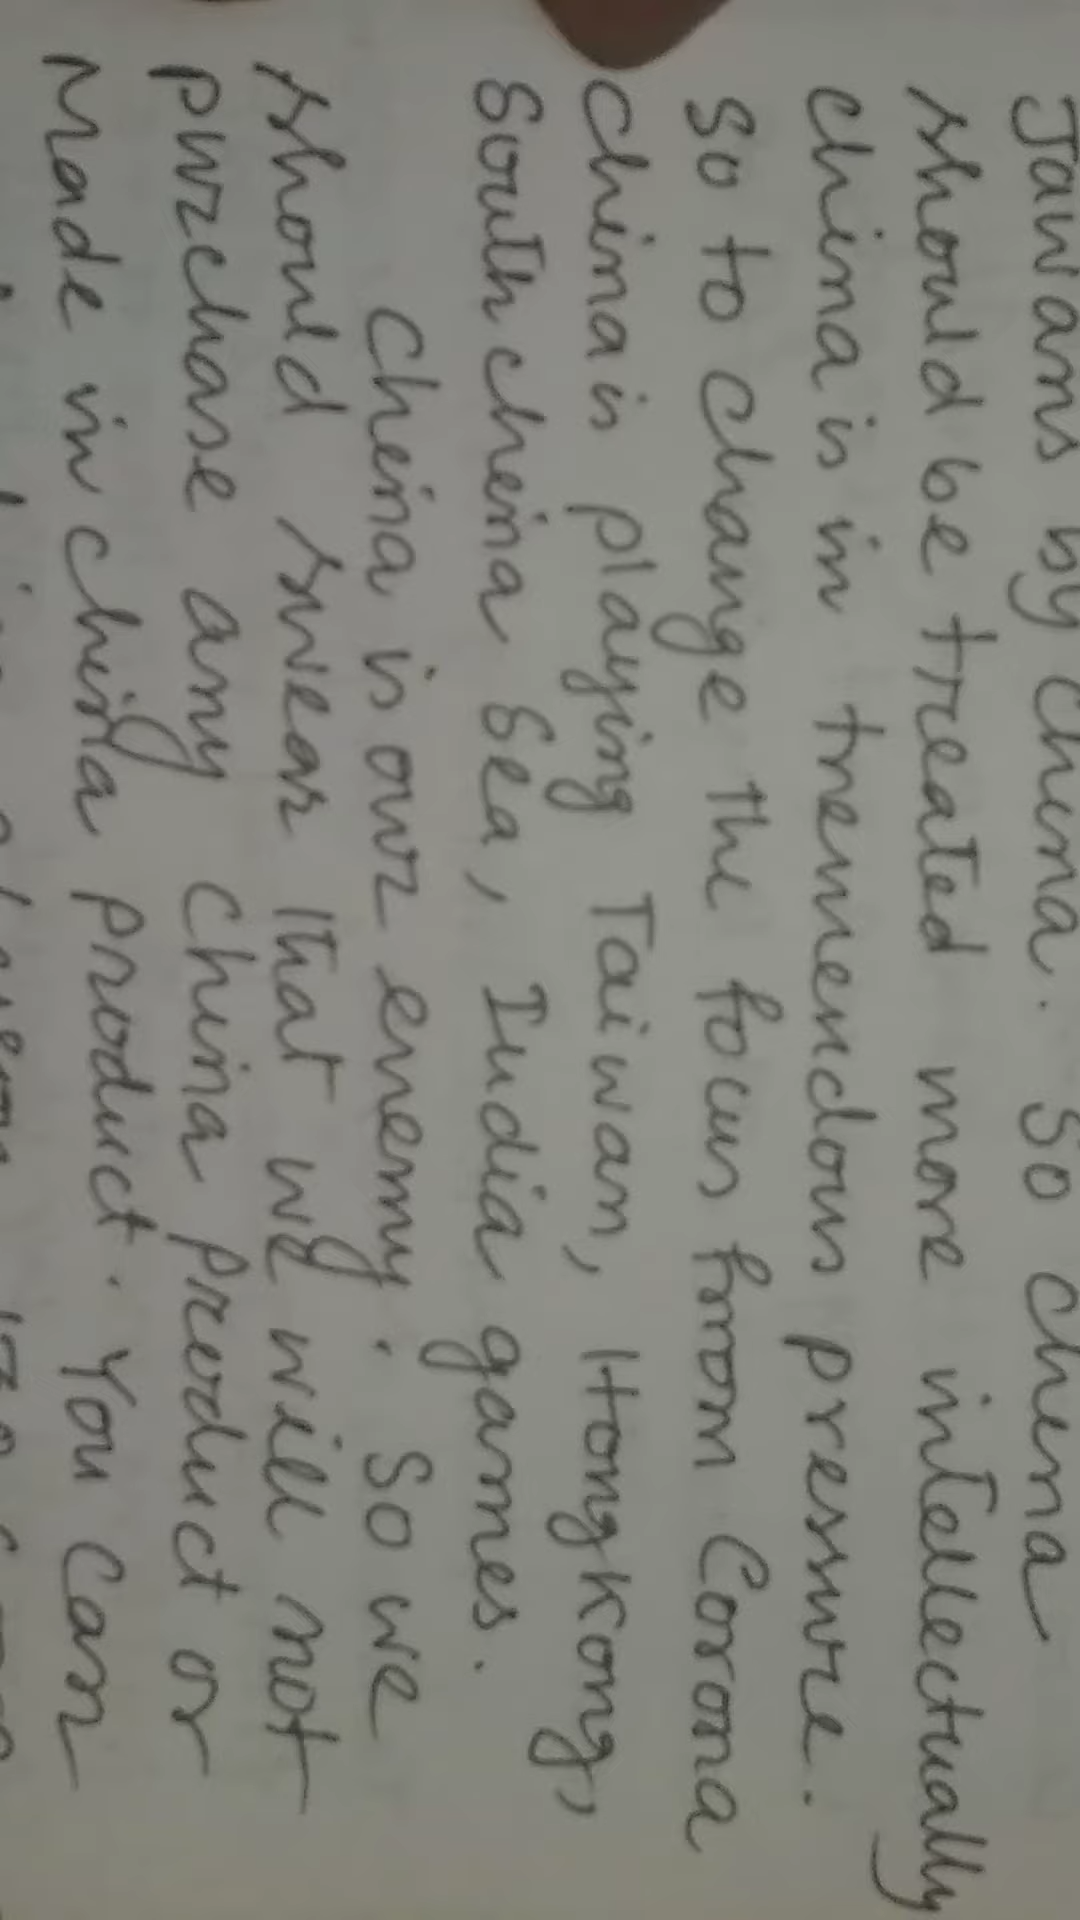 Jawans by China. So China
should be treated more intellectually
China is in tremendous pressure.
So to change the focus from Corona
China is playing Taiwan, Hongkong,
South China Sea, India games.
China is our enemy. So we
should swear that we will not
purchase any China product or
Made in China product. You can